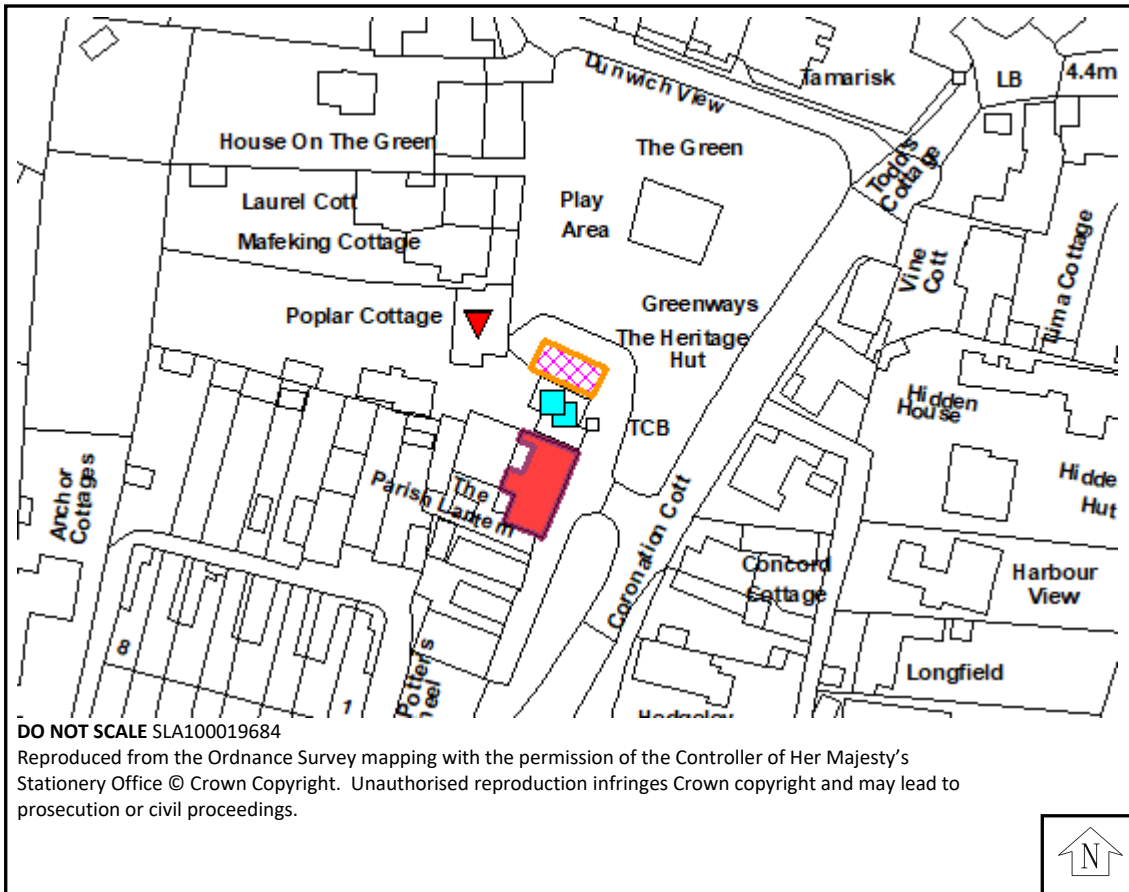 Dunwich View
Tamarisk
LB
4.4m
House On The Green
The Green
Todd's
Cottage
Laurel Cott
Play
Area
Mafeking Cottage
Vine
Cott
Poplar Cottage
Greenways
The Heritage
Hut
Hidden
House
TCB
Anchor
Cottages
The
Parish Lantern
Coronation Cott
Hidde
Hut
Concord
Cottage
Harbour
View
8
1
Potter's
Longfield
DO NOT SCALE SLA100019684
Reproduced from the Ordnance Survey mapping with the permission of the Controller of Her Majesty's
Stationery Office © Crown Copyright. Unauthorised reproduction infringes Crown copyright and may lead to
prosecution or civil proceedings.
N